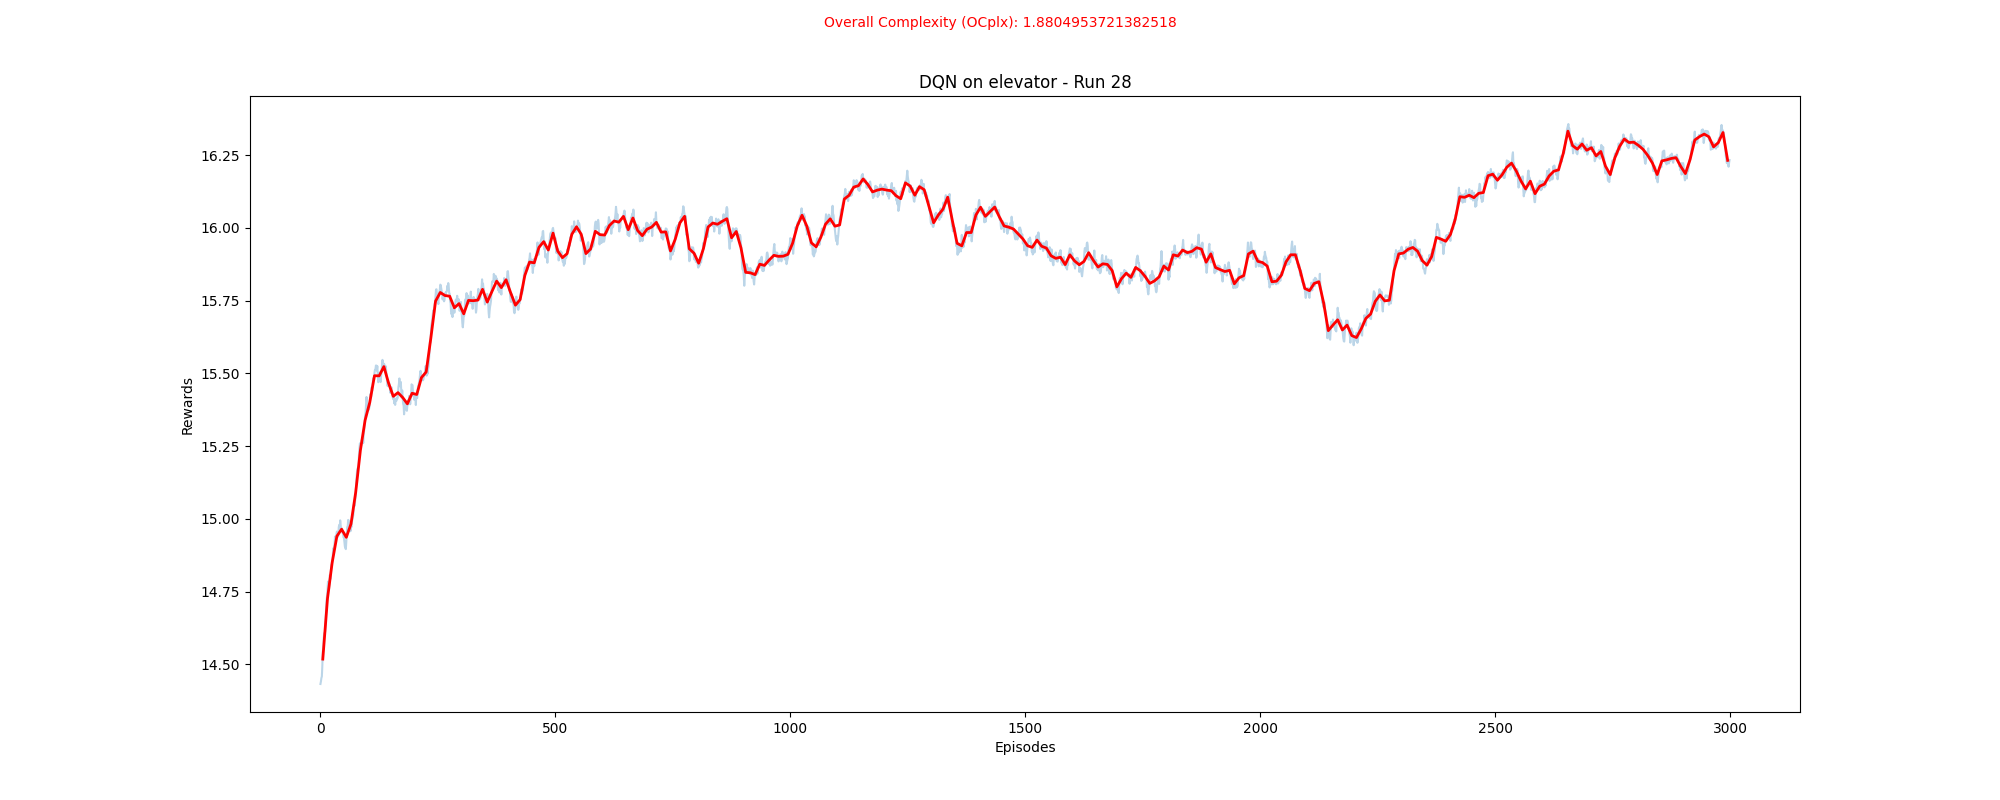 Overall Complexity (OCplx): 1.8804953721382518
DQN on elevator - Run 28
Rewards
16.25
16.00
15.75
15.50
15.25
15.00
14.75
14.50
0 500 1000 1500 2000 2500 3000
Episodes